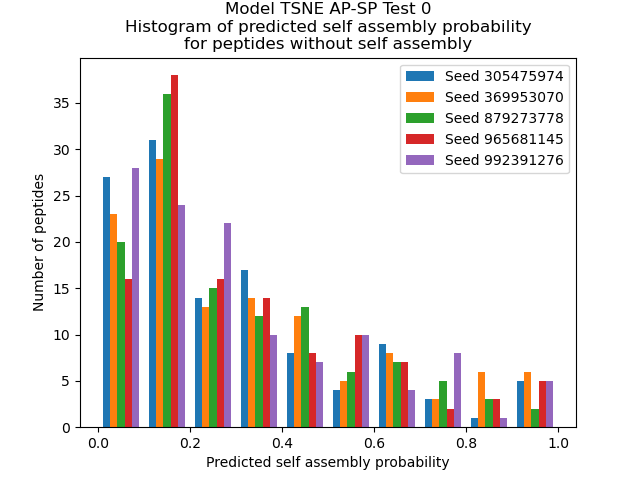 Model TSNE AP-SP Test 0
Histogram of predicted self assembly probability
for peptides without self assembly
Seed 305475974
Seed 369953070
Seed 879273778
Seed 965681145
Seed 992391276
Number of peptides
35
30
25
20
15
10
5
0
0.0 0.2 0.4 0.6 0.8 1.0
Predicted self assembly probability